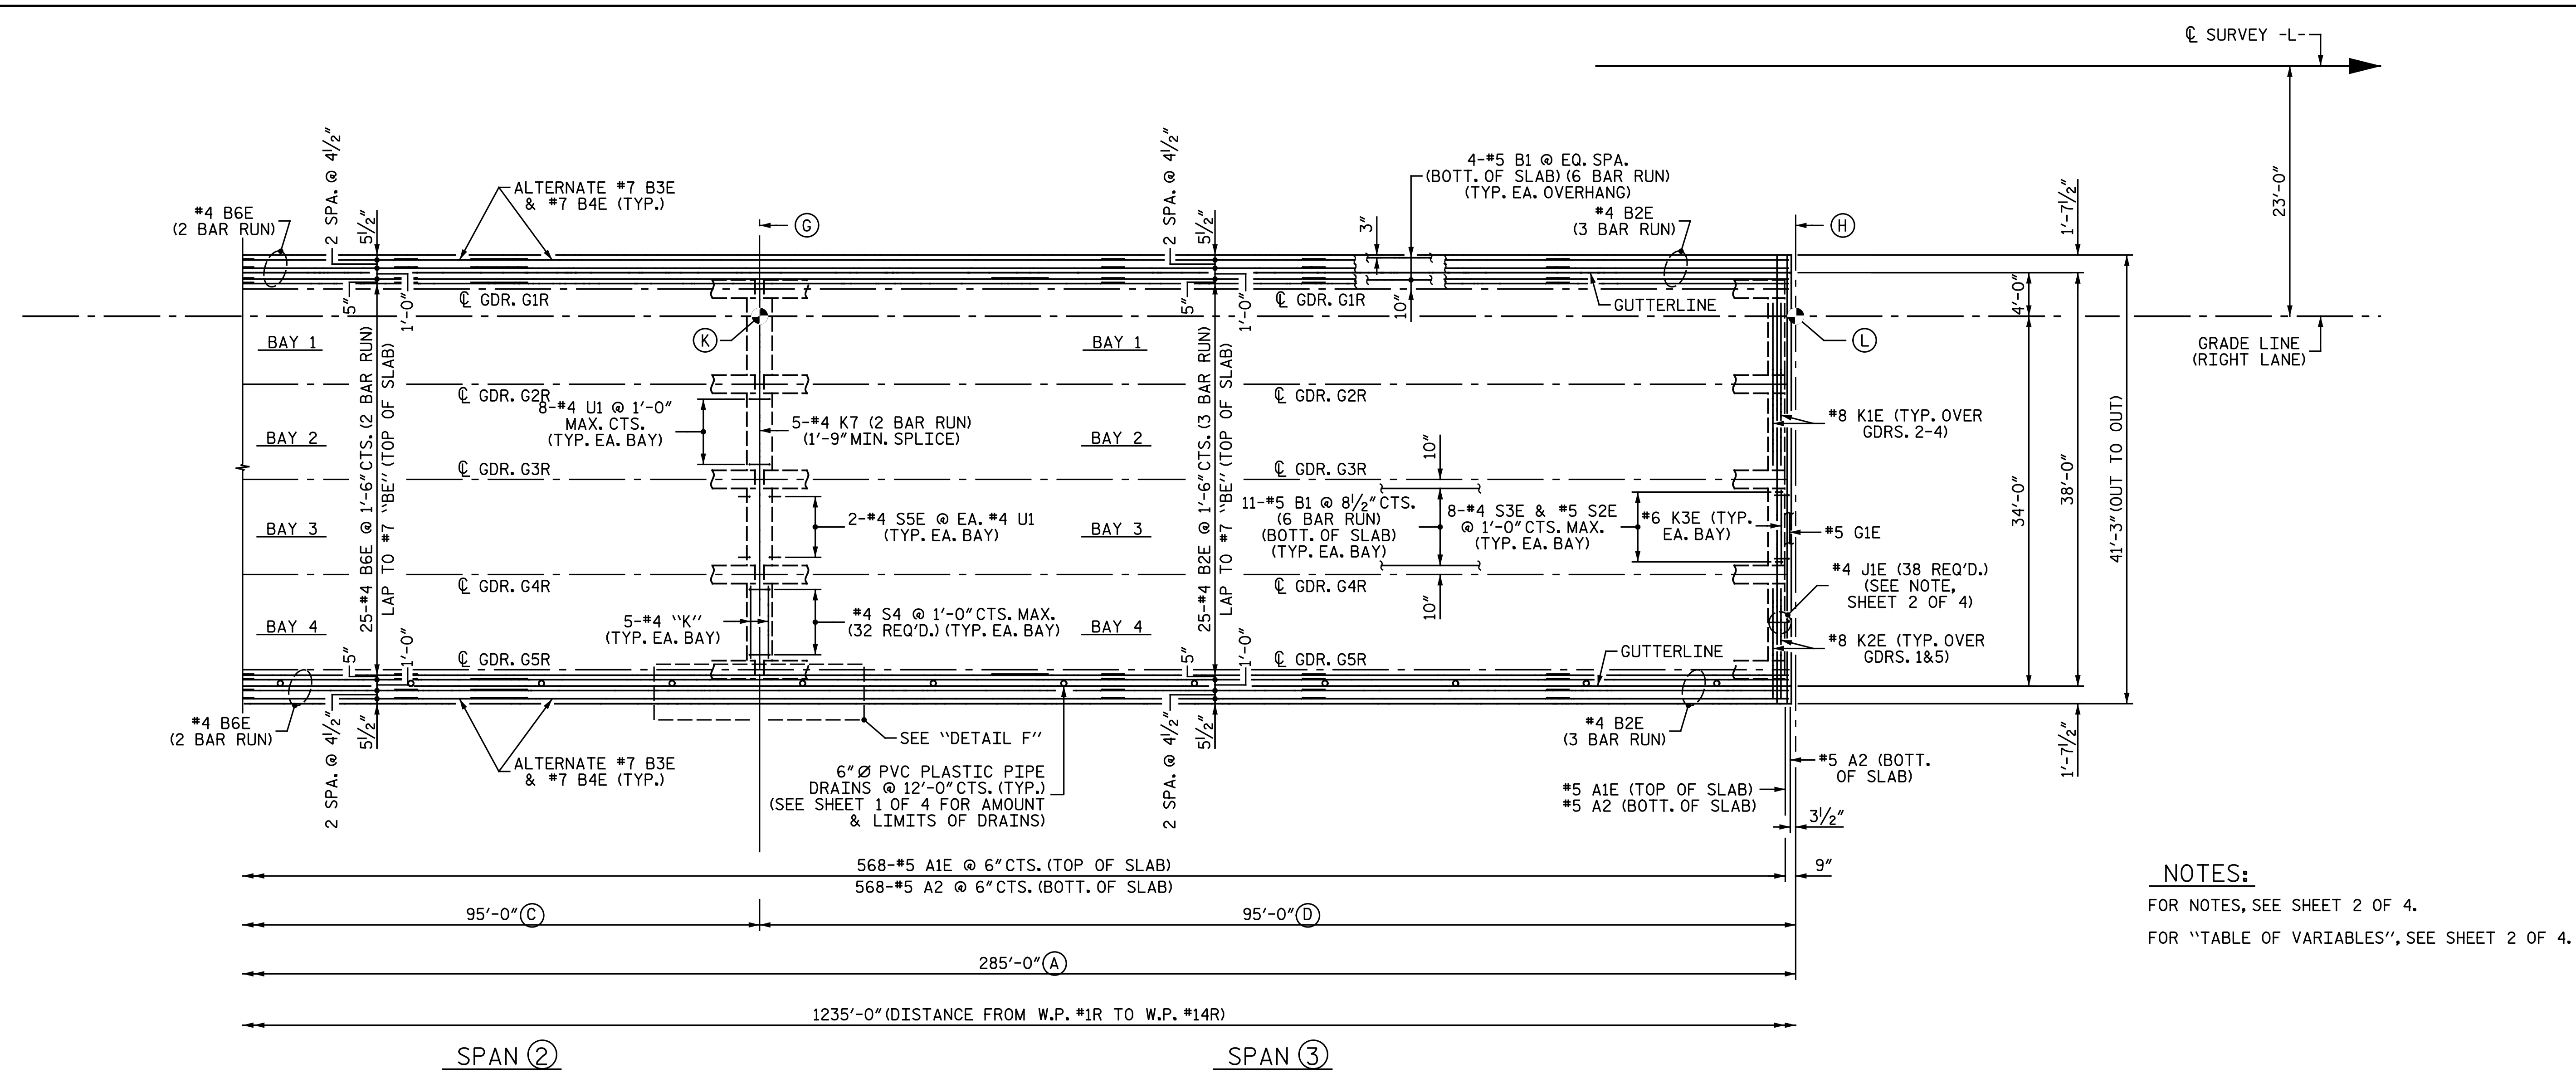 ℄ SURVEY -L-
23'-0"
GRADE LINE
(RIGHT LANE)
#4 B6E
(2 BAR RUN)
2 SPA. @ 4½"
5½"
ALTERNATE #7 B3E
& #7 B4E (TYP.)
G
2 SPA. @ 4½"
5½"
3"
4-#5 B1 @ EQ. SPA.
(BOTT. OF SLAB) (6 BAR RUN)
(TYP. EA. OVERHANG)
#4 B2E
(3 BAR RUN)
H
1'-7½"
5"
1'-0"
℄ GDR. G1R
5"
1'-0"
℄ GDR. G1R
10"
GUTTERLINE
4'-0"
K
L
BAY 1
BAY 1
25-#4 B6E @ 1'-6" CTS. (2 BAR RUN)
LAP TO #7 "BE" (TOP OF SLAB)
25-#4 B2E @ 1'-6" CTS. (3 BAR RUN)
LAP TO #7 "BE" (TOP OF SLAB)
℄ GDR. G2R
℄ GDR. G2R
8-#4 U1 @ 1'-0"
MAX. CTS.
(TYP. EA. BAY)
5-#4 K7 (2 BAR RUN)
(1'-9" MIN. SPLICE)
#8 K1E (TYP. OVER
GDRS. 2-4)
BAY 2
BAY 2
10"
℄ GDR. G3R
℄ GDR. G3R
34'-0"
38'-0"
41'-3" (OUT TO OUT)
BAY 3
2-#4 S5E @ EA. #4 U1
(TYP. EA. BAY)
BAY 3
11-#5 B1 @ 8½" CTS.
(6 BAR RUN)
(BOTT. OF SLAB)
(TYP. EA. BAY)
8-#4 S3E & #5 S2E
@ 1'-0" CTS. MAX.
(TYP. EA. BAY)
#6 K3E (TYP.
EA. BAY)
#5 G1E
℄ GDR. G4R
℄ GDR. G4R
10"
#4 J1E (38 REQ'D.)
(SEE NOTE,
SHEET 2 OF 4)
BAY 4
5-#4 "K"
(TYP. EA. BAY)
#4 S4 @ 1'-0" CTS. MAX.
(32 REQ'D.) (TYP. EA. BAY)
BAY 4
#8 K2E (TYP. OVER
GDRS. 1&5)
5"
1'-0"
℄ GDR. G5R
5"
1'-0"
℄ GDR. G5R
GUTTERLINE
#4 B6E
(2 BAR RUN)
2 SPA. @ 4½"
5½"
ALTERNATE #7 B3E
& #7 B4E (TYP.)
SEE "DETAIL F"
6" Ø PVC PLASTIC PIPE
DRAINS @ 12'-0" CTS. (TYP.)
(SEE SHEET 1 OF 4 FOR AMOUNT
& LIMITS OF DRAINS)
2 SPA. @ 4½"
5½"
#4 B2E
(3 BAR RUN)
1'-7½"
#5 A2 (BOTT.
OF SLAB)
#5 A1E (TOP OF SLAB)
#5 A2 (BOTT. OF SLAB)
3½"
568-#5 A1E @ 6" CTS. (TOP OF SLAB)
568-#5 A2 @ 6" CTS. (BOTT. OF SLAB)
9"
95'-0" C
95'-0" D
285'-0" A
1235'-0" (DISTANCE FROM W.P. #1R TO W.P. #14R)
SPAN 2
SPAN 3
NOTES:
FOR NOTES, SEE SHEET 2 OF 4.
FOR "TABLE OF VARIABLES", SEE SHEET 2 OF 4.